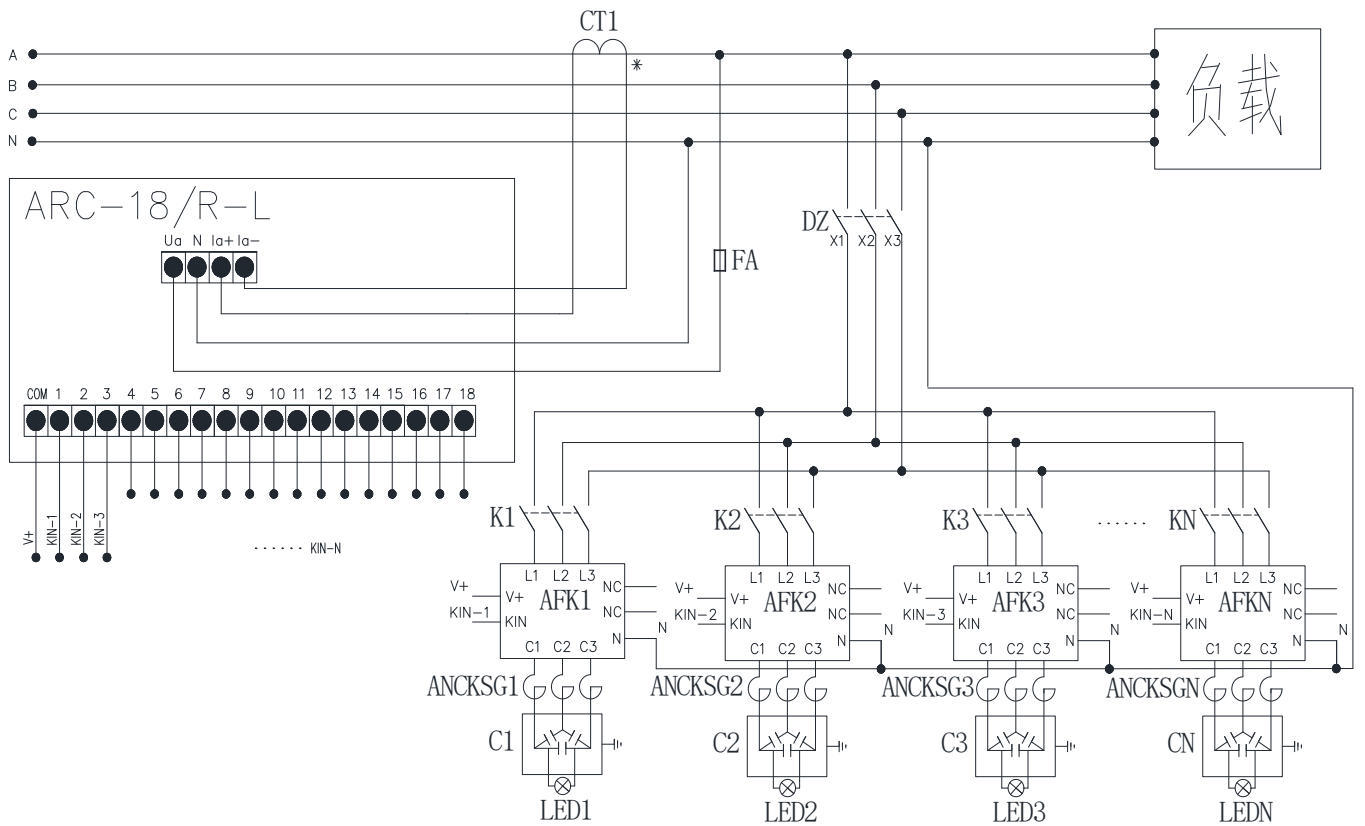 CT1
A
*
B
C
N
负载
ARC-18/R-L
Ua N Ia+ Ia-
DZ
X1 X2 X3
FA
COM 1 2 3 4 5 6 7 8 9 10 11 12 13 14 15 16 17 18
V+ KIN-1 KIN-2 KIN-3
...... KIN-N
K1 K2 K3 ...... KN
L1 L2 L3 L1 L2 L3 L1 L2 L3 L1 L2 L3
V+ V+ AFK1 NC V+ V+ AFK2 NC V+ V+ AFK3 NC V+ V+ AFKN NC
KIN-1 KIN NC KIN-2 KIN NC KIN-3 KIN NC KIN-N KIN NC
N N N N
C1 C2 C3 N C1 C2 C3 N C1 C2 C3 N C1 C2 C3 N
ANCKSG1 ANCKSG2 ANCKSG3 ANCKSGN
C1 C2 C3 CN
LED1 LED2 LED3 LEDN